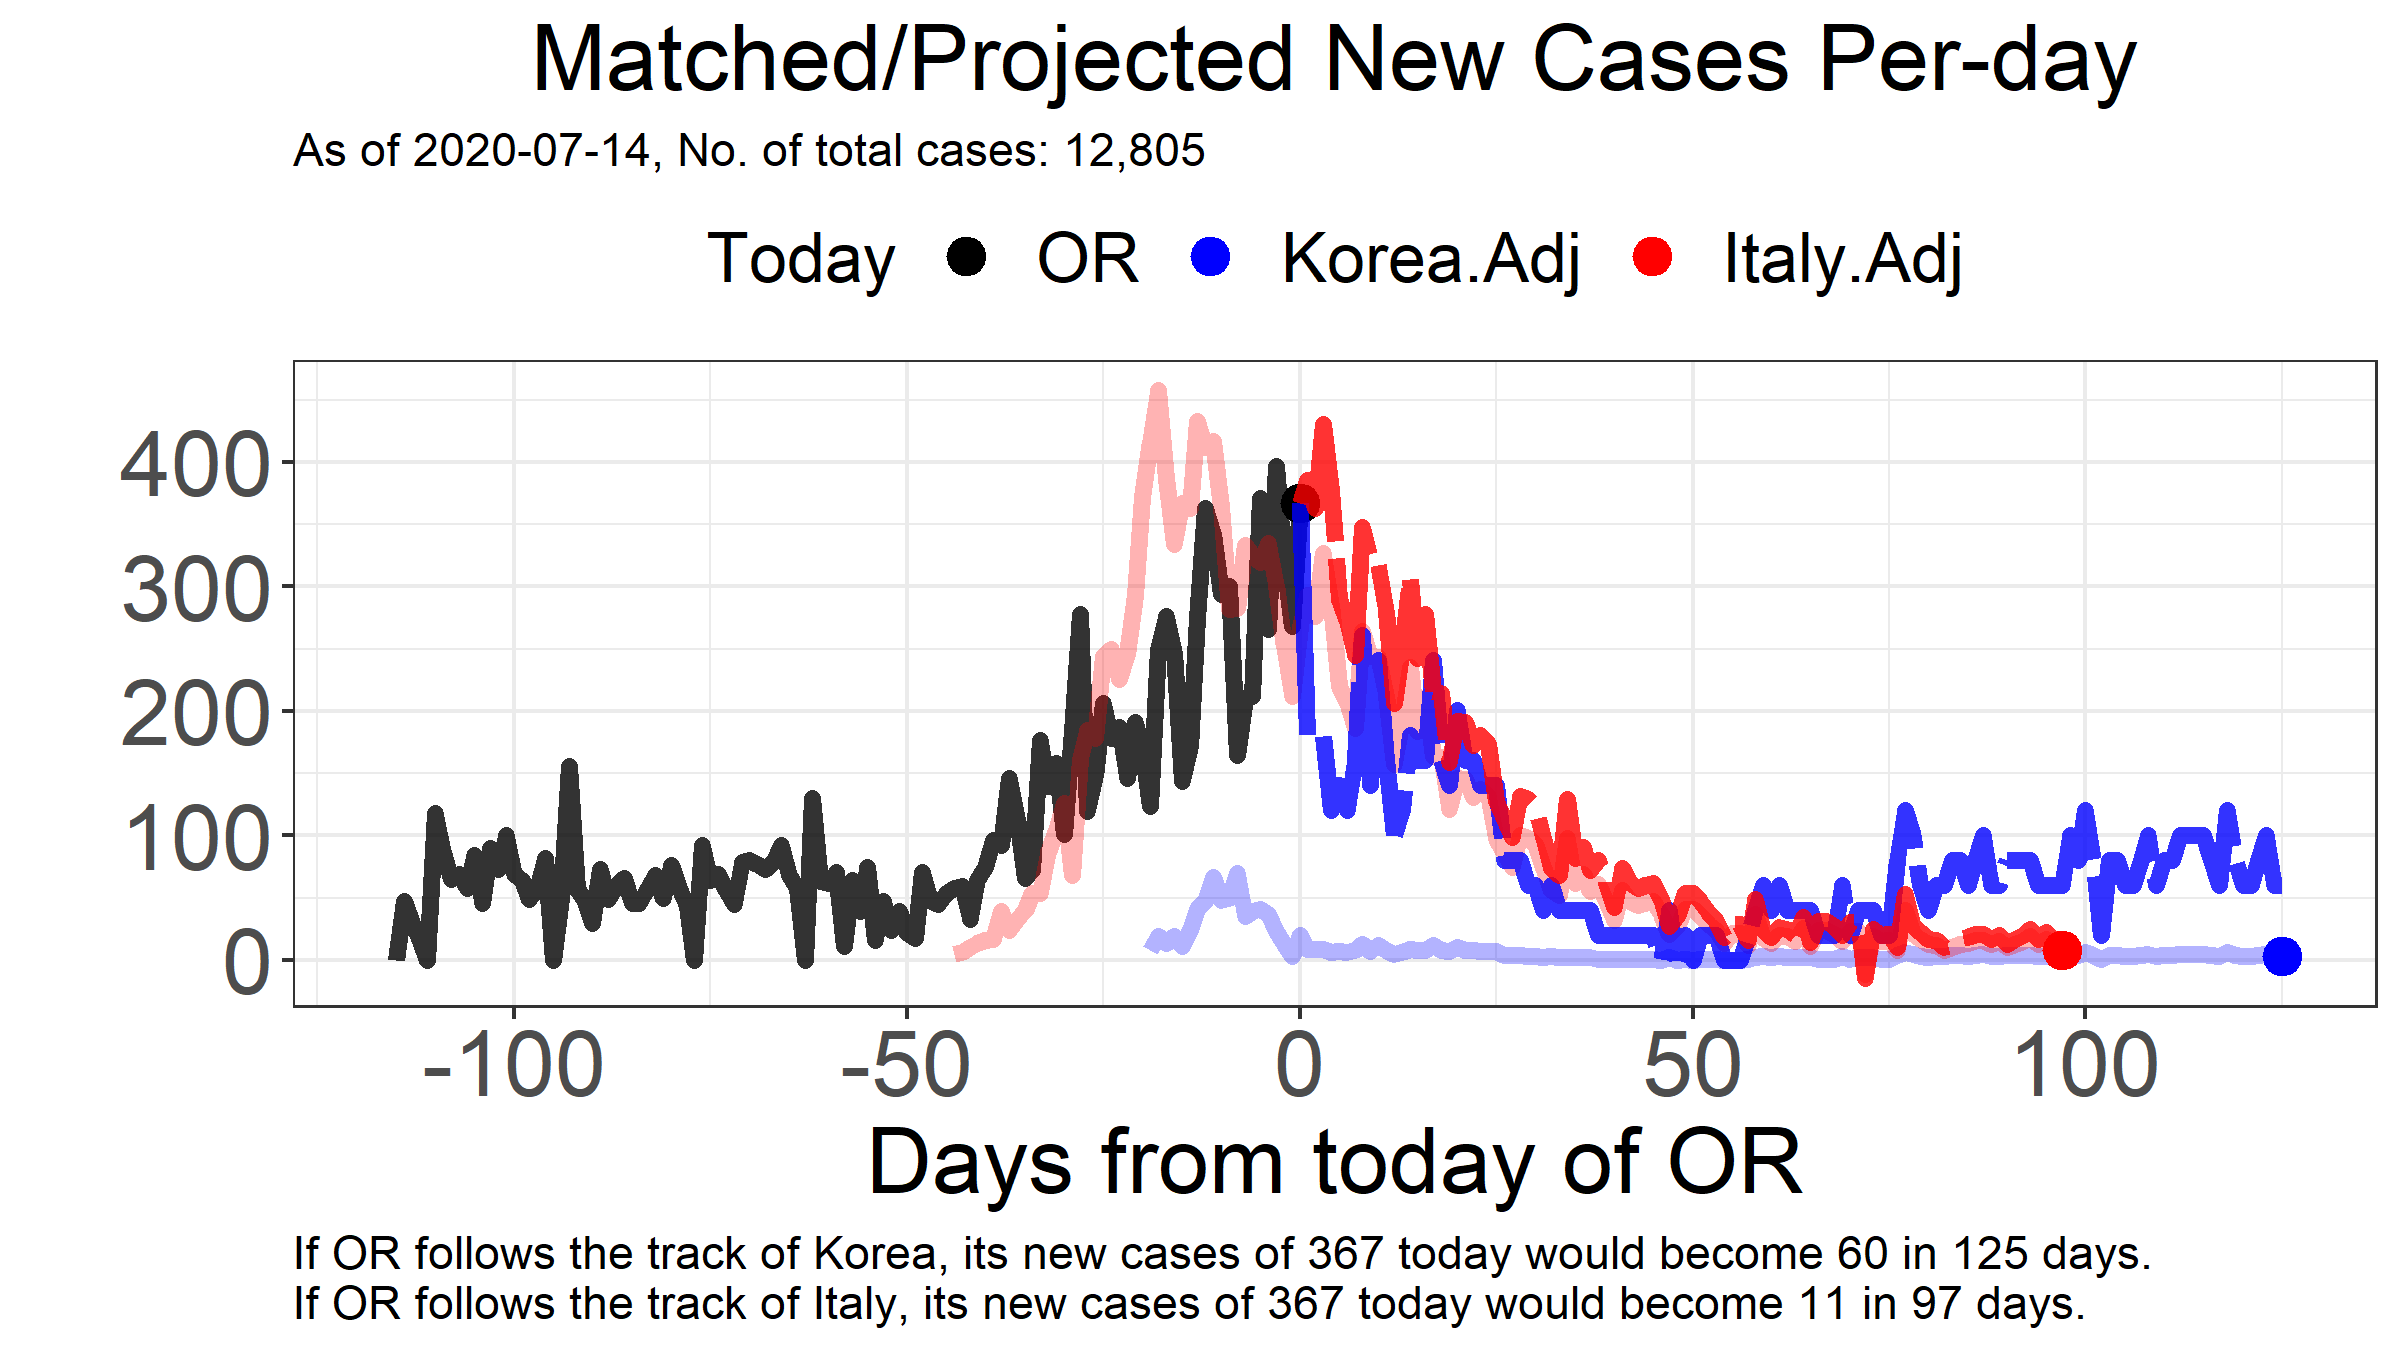 Matched/Projected New Cases Per-day
As of 2020-07-14, No. of total cases: 12,805
Today OR Korea.Adj Italy.Adj
400
300
200
100
0
-100 -50 0 50 100
Days from today of OR
If OR follows the track of Korea, its new cases of 367 today would become 60 in 125 days.
If OR follows the track of Italy, its new cases of 367 today would become 11 in 97 days.